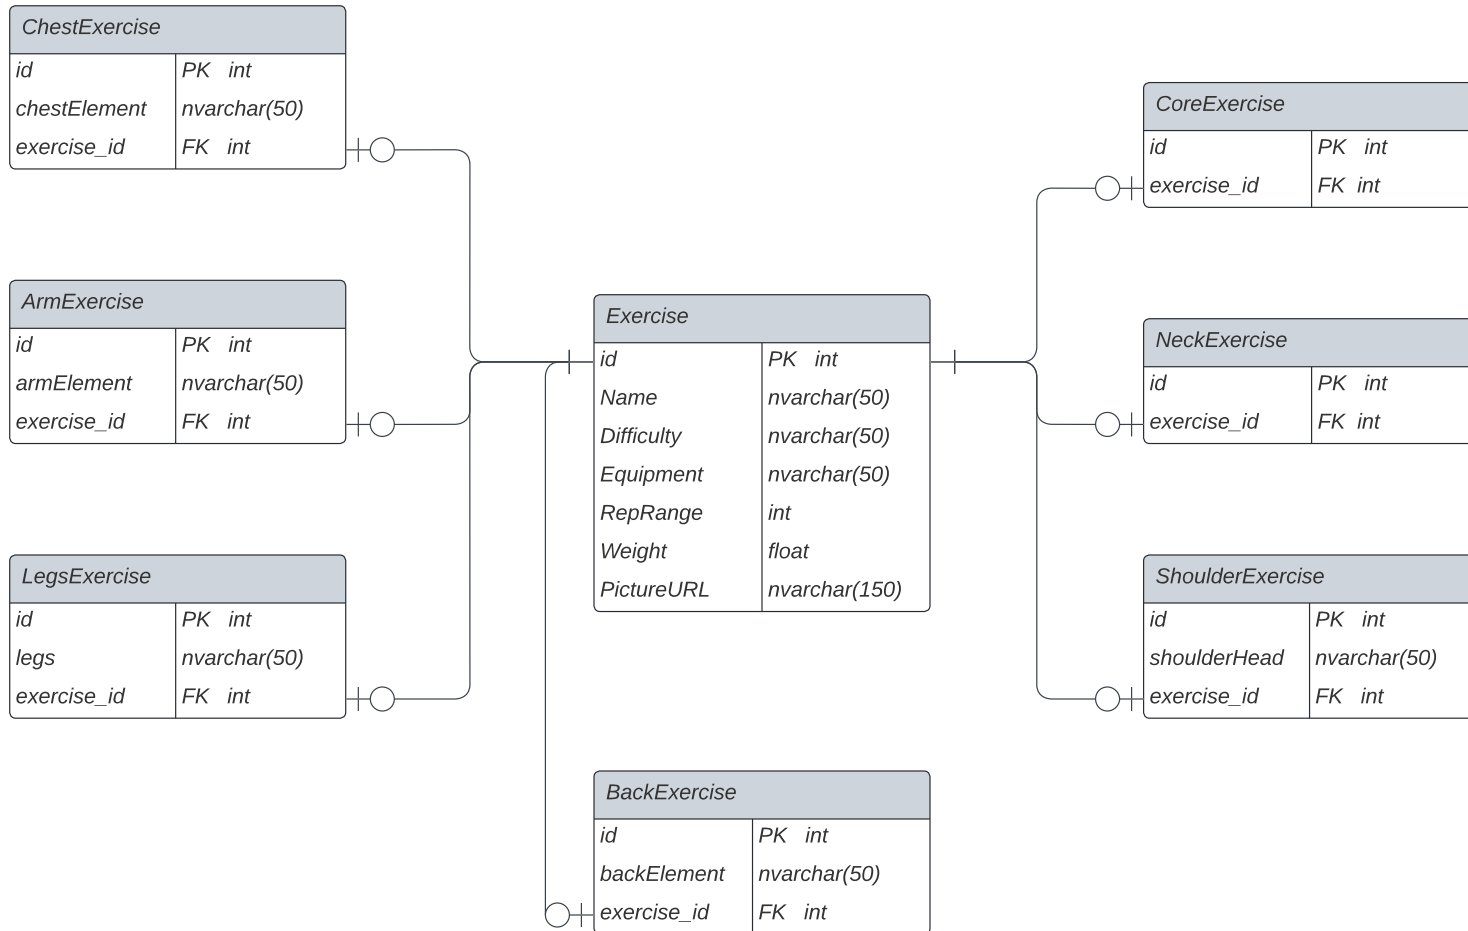 ChestExercise
id PK int
chestElement nvarchar(50)
exercise_id FK int
ArmExercise
id PK int
armElement nvarchar(50)
exercise_id FK int
LegsExercise
id PK int
legs nvarchar(50)
exercise_id FK int
Exercise
id PK int
Name nvarchar(50)
Difficulty nvarchar(50)
Equipment nvarchar(50)
RepRange int
Weight float
PictureURL nvarchar(150)
BackExercise
id PK int
backElement nvarchar(50)
exercise_id FK int
CoreExercise
id PK int
exercise_id FK int
NeckExercise
id PK int
exercise_id FK int
ShoulderExercise
id PK int
shoulderHead nvarchar(50)
exercise_id FK int